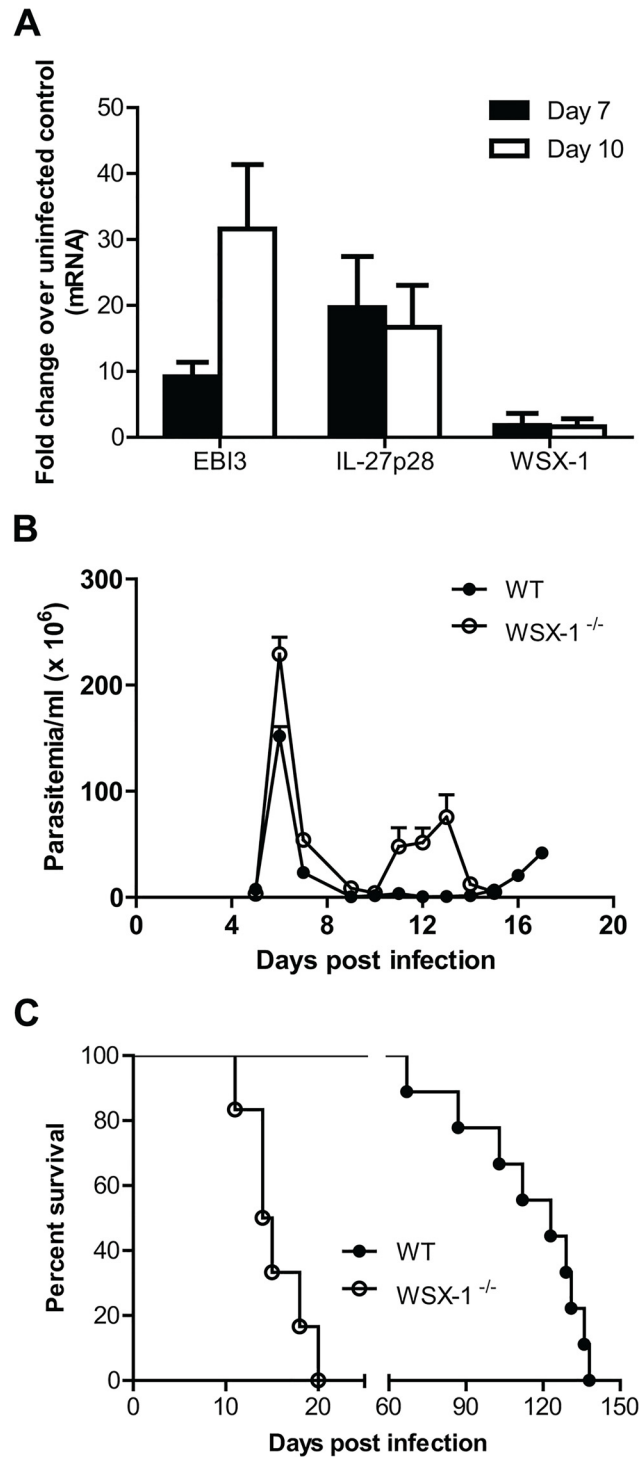 A
Fold change over uninfected control
(mRNA)
50
40
30
20
10
0
Day 7
Day 10
EBI3 IL-27p28 WSX-1
B
Parasitemia/ml (x 10⁶)
300
200
100
0
WT
WSX-1 -/-
0 4 8 12 16 20
Days post infection
C
Percent survival
100
80
60
40
20
0
WT
WSX-1 -/-
0 10 20 60 90 120 150
Days post infection